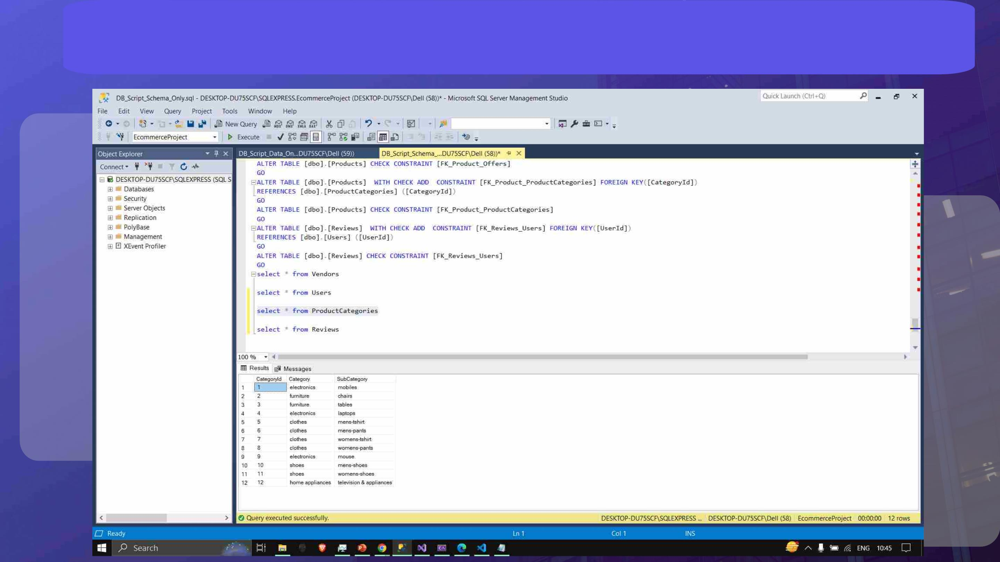 DB_Script_Schema_Only.sql - DESKTOP-DU75SCF\SQLEXPRESS.EcommerceProject (DESKTOP-DU75SCF\Dell (58))* - Microsoft SQL Server Management Studio
Quick Launch (Ctrl+Q)
File Edit View Query Project Tools Window Help
New Query
EcommerceProject
Execute
Object Explorer
DB_Script_Data_On...DU75SCF\Dell (59))
DB_Script_Schema_...DU75SCF\Dell (58))*
Connect
DESKTOP-DU75SCF\SQLEXPRESS (SQL S
Databases
Security
Server Objects
Replication
PolyBase
Management
XEvent Profiler
ALTER TABLE [dbo].[Products] CHECK CONSTRAINT [FK_Product_Offers]
GO
ALTER TABLE [dbo].[Products]  WITH CHECK ADD  CONSTRAINT [FK_Product_ProductCategories] FOREIGN KEY([CategoryId])
REFERENCES [dbo].[ProductCategories] ([CategoryId])
GO
ALTER TABLE [dbo].[Products] CHECK CONSTRAINT [FK_Product_ProductCategories]
GO
ALTER TABLE [dbo].[Reviews]  WITH CHECK ADD  CONSTRAINT [FK_Reviews_Users] FOREIGN KEY([UserId])
REFERENCES [dbo].[Users] ([UserId])
GO
ALTER TABLE [dbo].[Reviews] CHECK CONSTRAINT [FK_Reviews_Users]
GO
select * from Vendors
select * from Users
select * from ProductCategories
select * from Reviews
100 %
Results Messages
CategoryId Category SubCategory
1 1 electronics mobiles
2 2 furniture chairs
3 3 furniture tables
4 4 electronics laptops
5 5 clothes mens-tshirt
6 6 clothes mens-pants
7 7 clothes womens-tshirt
8 8 clothes womens-pants
9 9 electronics mouse
10 10 shoes mens-shoes
11 11 shoes womens-shoes
12 12 home appliances television & appliances
Query executed successfully.
DESKTOP-DU75SCF\SQLEXPRESS ... DESKTOP-DU75SCF\Dell (58) EcommerceProject 00:00:00 12 rows
Ready Ln 1 Col 1 INS
Search
ENG 10:45